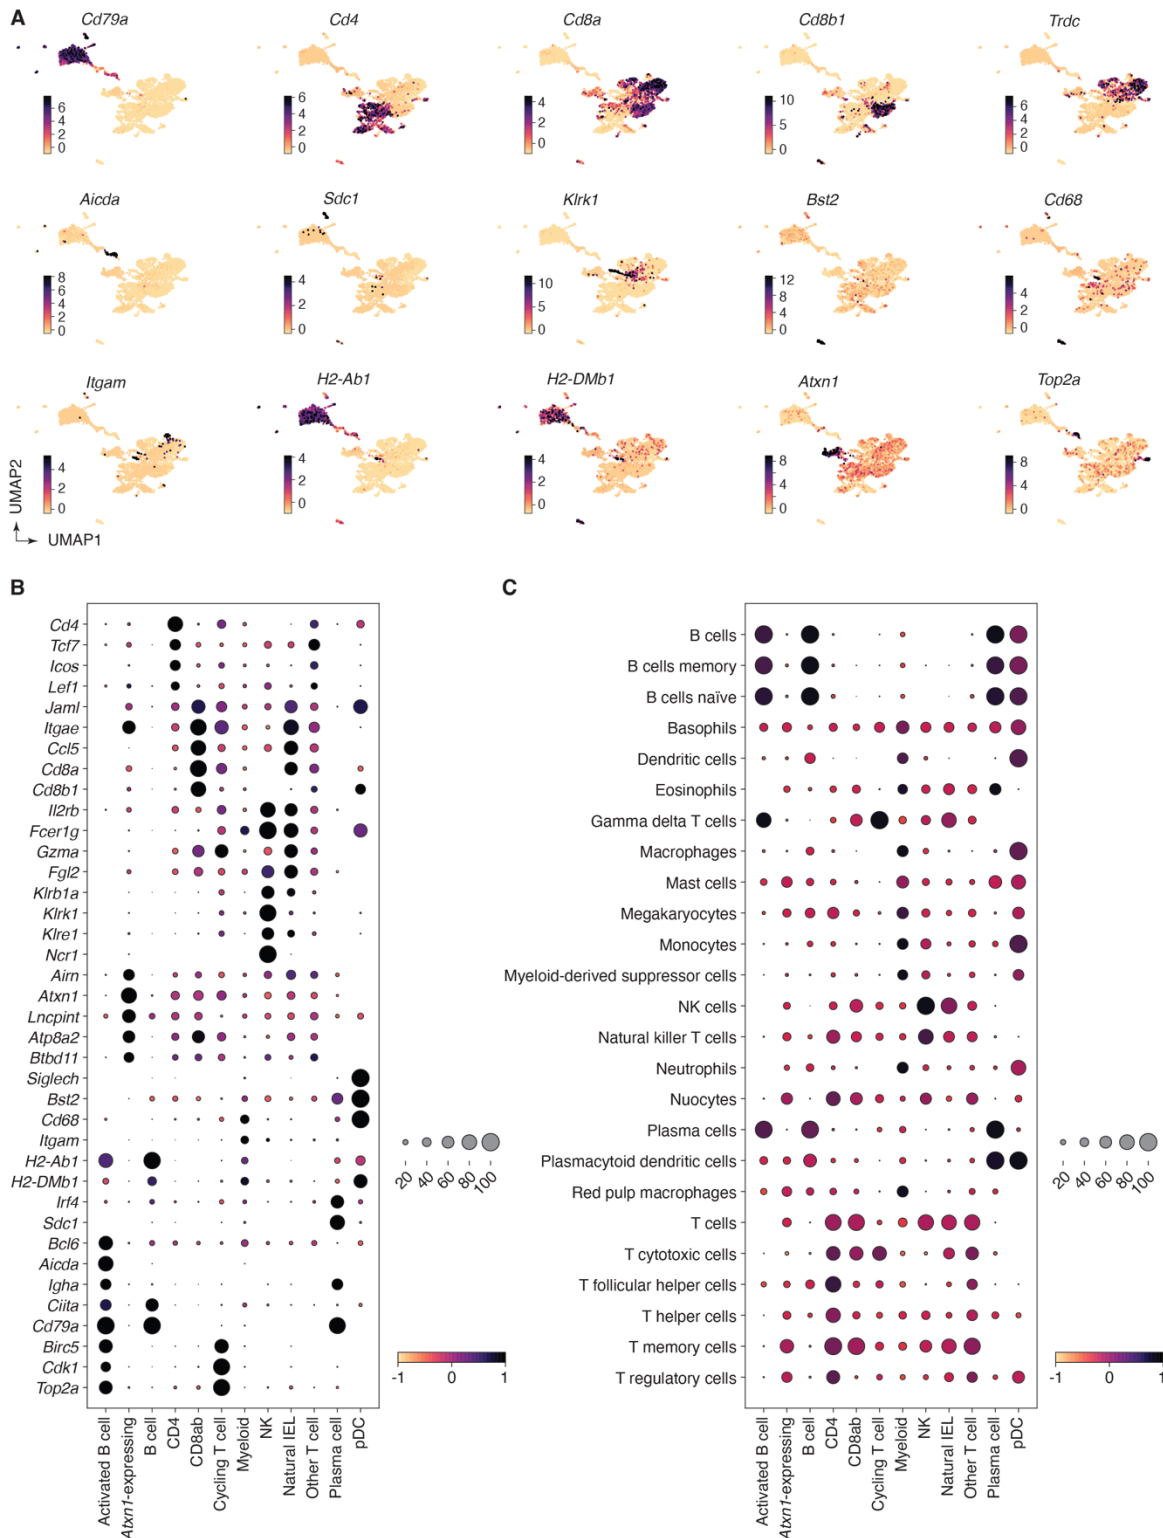 A
Cd79a
Cd4
Cd8a
Cd8b1
Trdc
6
4
2
0
6
4
2
0
4
2
0
10
5
0
6
4
2
0
Aicda
Sdc1
Klrk1
Bst2
Cd68
8
6
4
2
0
4
2
0
10
5
0
12
8
4
0
4
2
0
Itgam
H2-Ab1
H2-DMb1
Atxn1
Top2a
4
2
0
4
2
0
4
2
0
8
6
4
2
0
8
6
4
2
0
UMAP2
UMAP1
B
Cd4
Tcf7
Icos
Lef1
Jaml
Itgae
Ccl5
Cd8a
Cd8b1
Il2rb
Fcer1g
Gzma
Fgl2
Klrb1a
Klrk1
Klre1
Ncr1
Airn
Atxn1
Lncpint
Atp8a2
Btbd11
Siglech
Bst2
Cd68
Itgam
H2-Ab1
H2-DMb1
Irf4
Sdc1
Bcl6
Aicda
Igha
Ciita
Cd79a
Birc5
Cdk1
Top2a
Activated B cell
Atxn1-expressing
B cell
CD4
CD8ab
Cycling T cell
Myeloid
NK
Natural IEL
Other T cell
Plasma cell
pDC
20
40
60
80
100
-1
0
1
C
B cells
B cells memory
B cells naïve
Basophils
Dendritic cells
Eosinophils
Gamma delta T cells
Macrophages
Mast cells
Megakaryocytes
Monocytes
Myeloid-derived suppressor cells
NK cells
Natural killer T cells
Neutrophils
Nuocytes
Plasma cells
Plasmacytoid dendritic cells
Red pulp macrophages
T cells
T cytotoxic cells
T follicular helper cells
T helper cells
T memory cells
T regulatory cells
Activated B cell
Atxn1-expressing
B cell
CD4
CD8ab
Cycling T cell
Myeloid
NK
Natural IEL
Other T cell
Plasma cell
pDC
20
40
60
80
100
-1
0
1